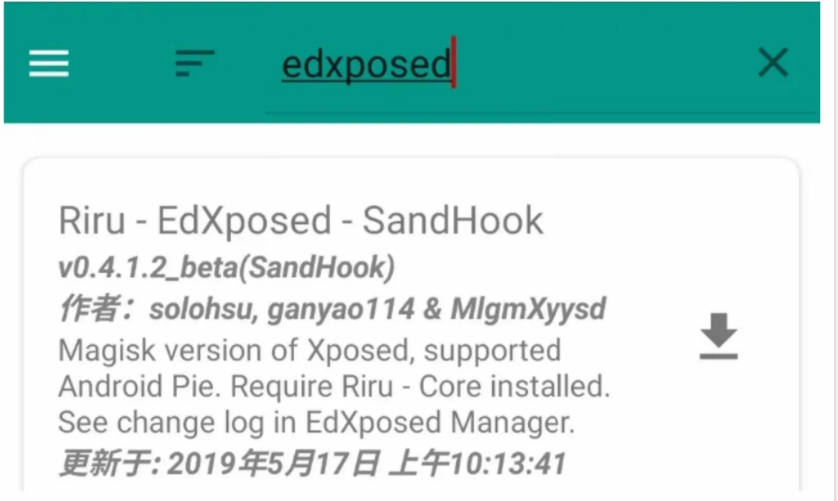 edxposed
Riru - EdXposed - SandHook
v0.4.1.2_beta(SandHook)
作者：solohsu, ganyao114 & MlgmXyysd
Magisk version of Xposed, supported
Android Pie. Require Riru - Core installed.
See change log in EdXposed Manager.
更新于: 2019年5月17日 上午10:13:41